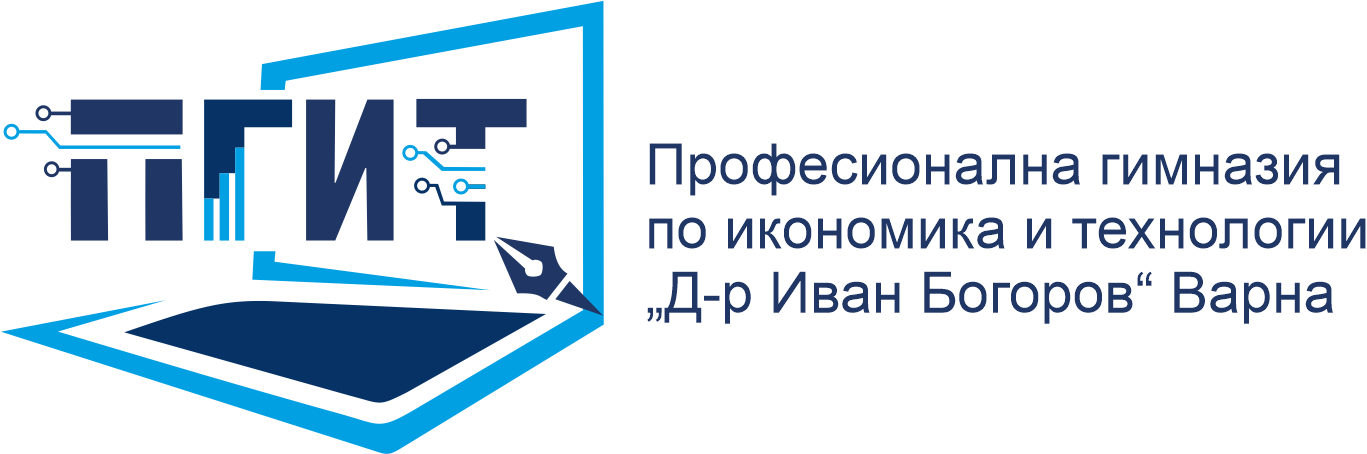 ПГИТ
Професионална гимназия
по икономика и технологии
„Д-р Иван Богоров“ Варна